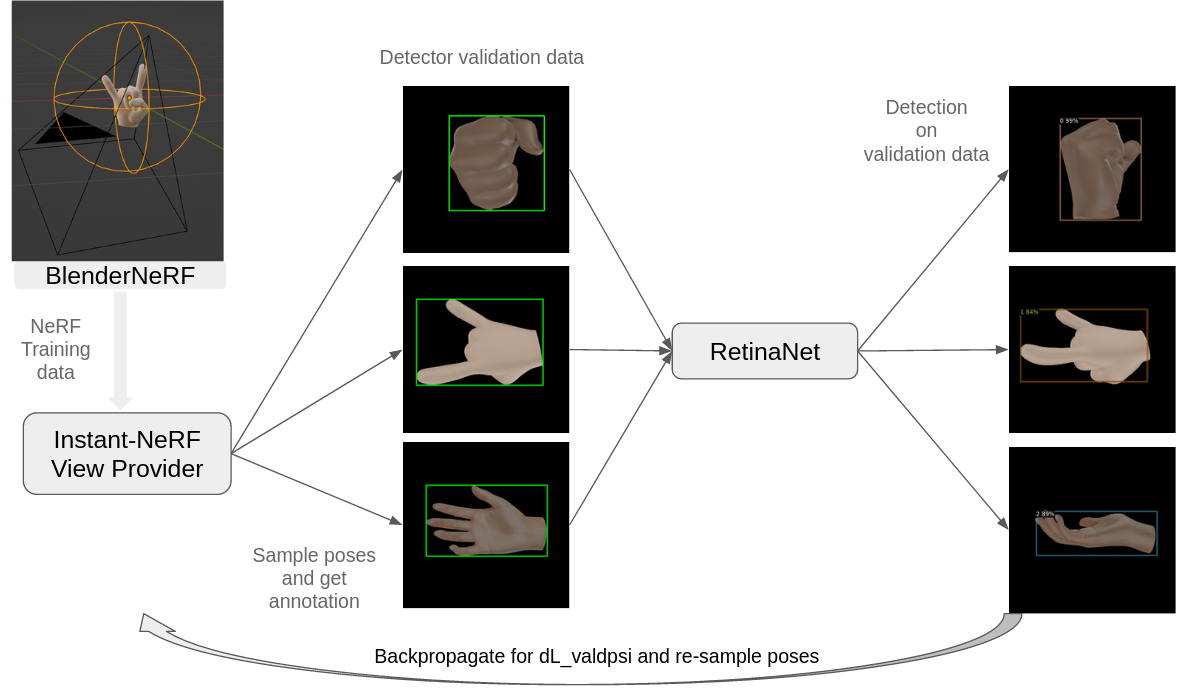 Detector validation data
Detection
on
validation data
0 99%
BlenderNeRF
NeRF
Training
data
1 84%
RetinaNet
Instant-NeRF
View Provider
2 89%
Sample poses
and get
annotation
Backpropagate for dL_valdpsi and re-sample poses